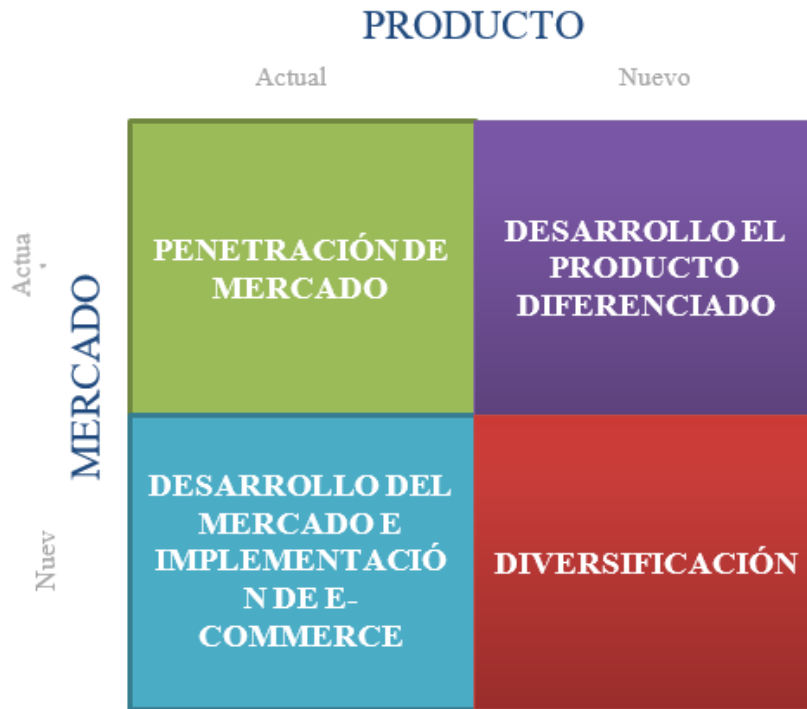 PRODUCTO
Actual
Nuevo
MERCADO
Actua
Nuev
PENETRACIÓN DE
MERCADO
DESARROLLO EL
PRODUCTO
DIFERENCIADO
DESARROLLO DEL
MERCADO E
IMPLEMENTACIÓ
N DE E-
COMMERCE
DIVERSIFICACIÓN